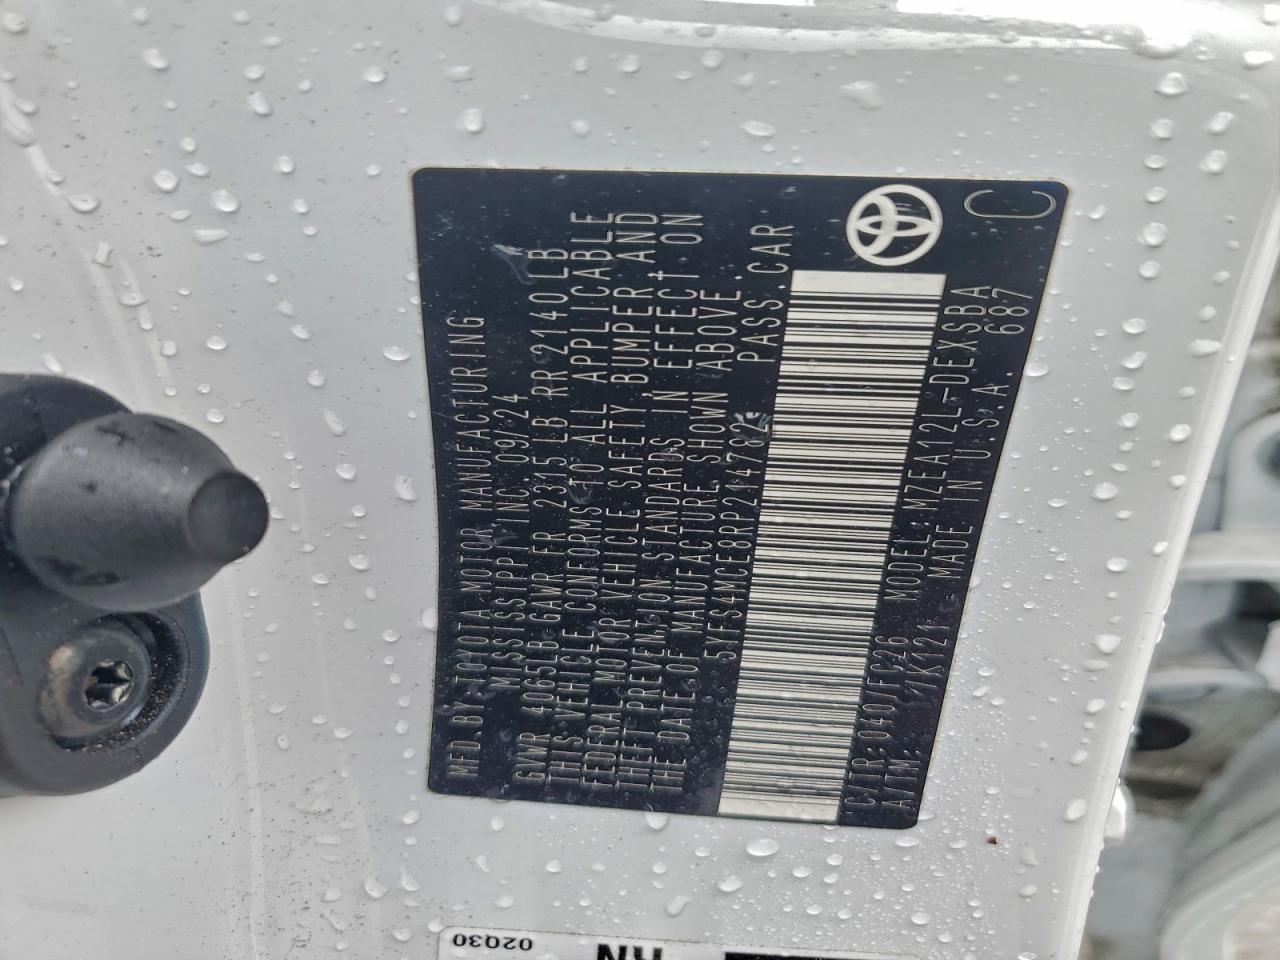 MFD.BY TOYOTA MOTOR MANUFACTURING
MISSISSIPPI, INC. 09/24
GVWR 4065LB GAWR FR 2315LB RR 2140LB
THIS VEHICLE CONFORMS TO ALL APPLICABLE
FEDERAL MOTOR VEHICLE SAFETY, BUMPER AND
THEFT PREVENTION STANDARDS IN EFFECT ON
THE DATE OF MANUFACTURE SHOWN ABOVE
5YFS4MCE8RP214782 PASS.CAR
C/TR:040/FC26 MODEL:MZEA12L-DEXSBA
A/TM: /K121 MADE IN U.S.A. 687
C
02030